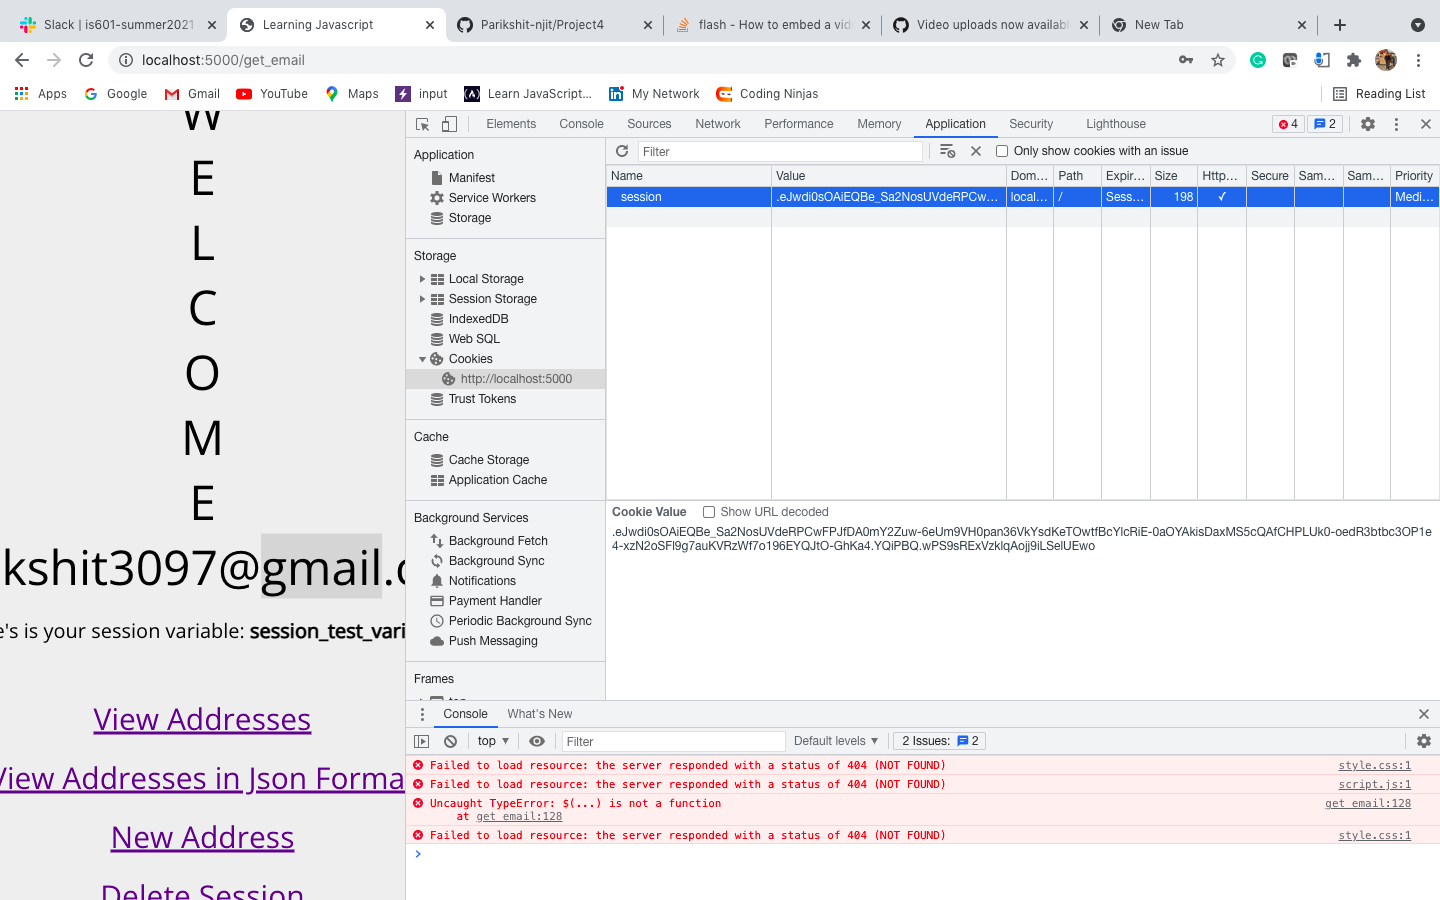 Slack | is601-summer2021
Learning Javascript
Parikshit-njit/Project4
flash - How to embed a vid
Video uploads now availabl
New Tab
localhost:5000/get_email
Apps
Google
Gmail
YouTube
Maps
input
Learn JavaScript...
My Network
Coding Ninjas
Reading List
W
E
L
C
O
M
E
kshit3097@gmail.c
e's is your session variable: session_test_vari
View Addresses
View Addresses in Json Forma
New Address
Delete Session
Elements
Console
Sources
Network
Performance
Memory
Application
Security
Lighthouse
4
2
Application
Manifest
Service Workers
Storage
Storage
Local Storage
Session Storage
IndexedDB
Web SQL
Cookies
http://localhost:5000
Trust Tokens
Cache
Cache Storage
Application Cache
Background Services
Background Fetch
Background Sync
Notifications
Payment Handler
Periodic Background Sync
Push Messaging
Frames
top
Filter
Only show cookies with an issue
Name Value Dom... Path Expir... Size Http... Secure Sam... Sam... Priority
session .eJwdi0sOAiEQBe_Sa2NosUVdeRPCw... local... / Sess... 198 ✓ Medi...
Cookie Value Show URL decoded
.eJwdi0sOAiEQBe_Sa2NosUVdeRPCwFPJfDA0mY2Zuw-6eUm9VH0pan36VkYsdKeTOwtfBcYlcRiE-0aOYAkisDaxMS5cQAfCHPLUk0-oedR3btbc3OP1e
4-xzN2oSFl9g7auKVRzWf7o196EYQJtO-GhKa4.YQiPBQ.wPS9sRExVzklqAojj9iLSelUEwo
Console
What's New
top
Filter
Default levels
2 Issues: 2
Failed to load resource: the server responded with a status of 404 (NOT FOUND) style.css:1
Failed to load resource: the server responded with a status of 404 (NOT FOUND) script.js:1
Uncaught TypeError: $(...) is not a function get_email:128
at get_email:128
Failed to load resource: the server responded with a status of 404 (NOT FOUND) style.css:1